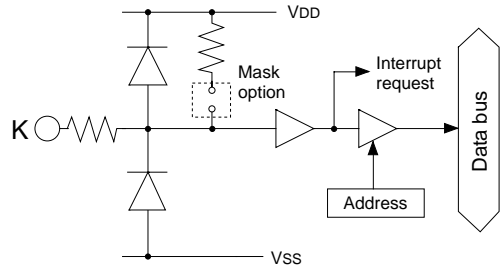 VDD
Mask
option
Interrupt
request
K
Data bus
Address
VSS